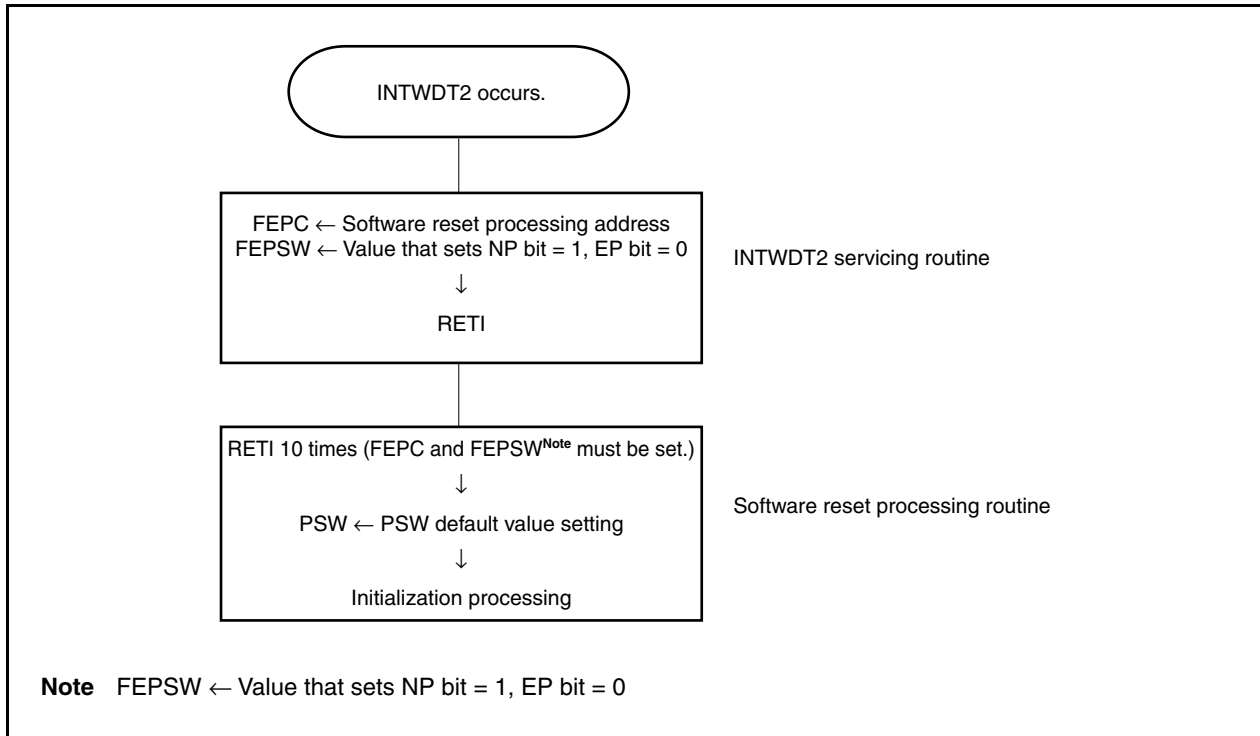 INTWDT2 occurs.
FEPC ← Software reset processing address
FEPSW ← Value that sets NP bit = 1, EP bit = 0
↓
RETI
INTWDT2 servicing routine
RETI 10 times (FEPC and FEPSWNote must be set.)
↓
PSW ← PSW default value setting
↓
Initialization processing
Software reset processing routine
Note FEPSW ← Value that sets NP bit = 1, EP bit = 0